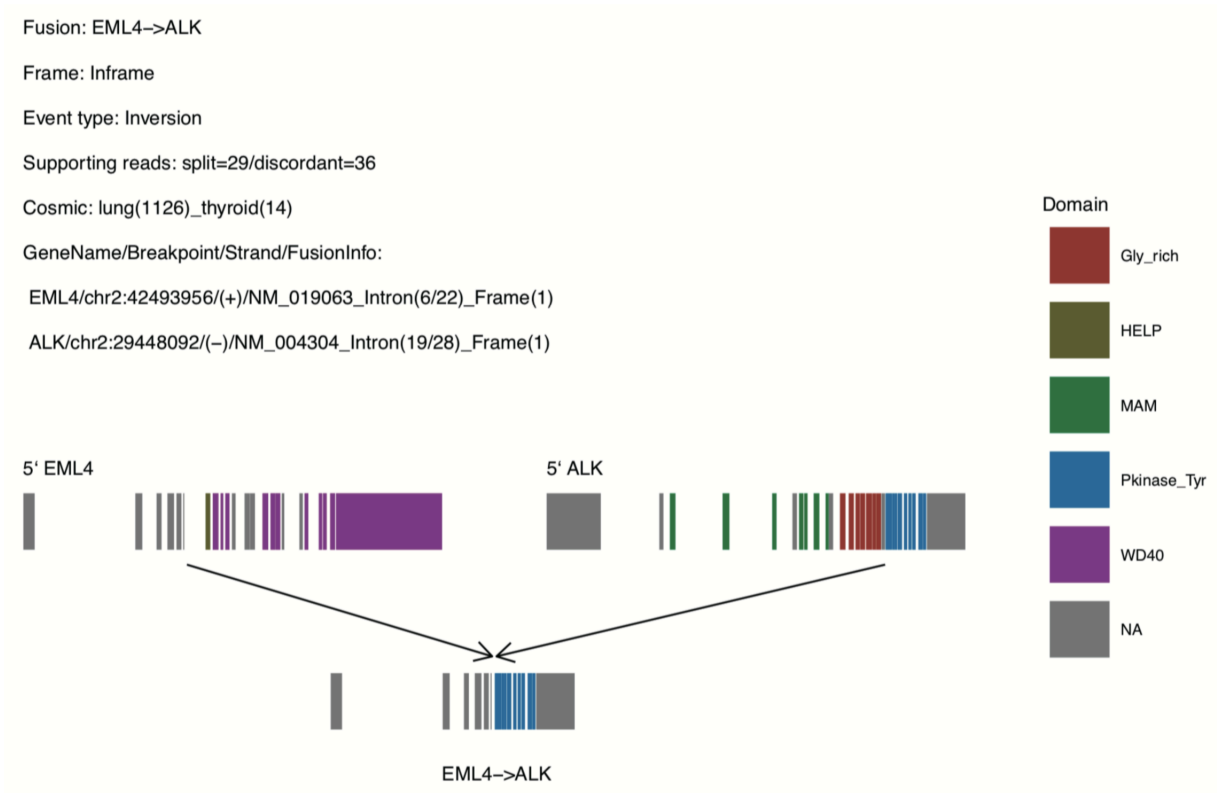 Fusion: EML4->ALK
Frame: Inframe
Event type: Inversion
Supporting reads: split=29/discordant=36
Cosmic: lung(1126)_thyroid(14)
GeneName/Breakpoint/Strand/FusionInfo:
EML4/chr2:42493956/(+)/NM_019063_Intron(6/22)_Frame(1)
ALK/chr2:29448092/(−)/NM_004304_Intron(19/28)_Frame(1)
Domain
Gly_rich
HELP
MAM
Pkinase_Tyr
WD40
NA
5‘ EML4
5‘ ALK
EML4−>ALK